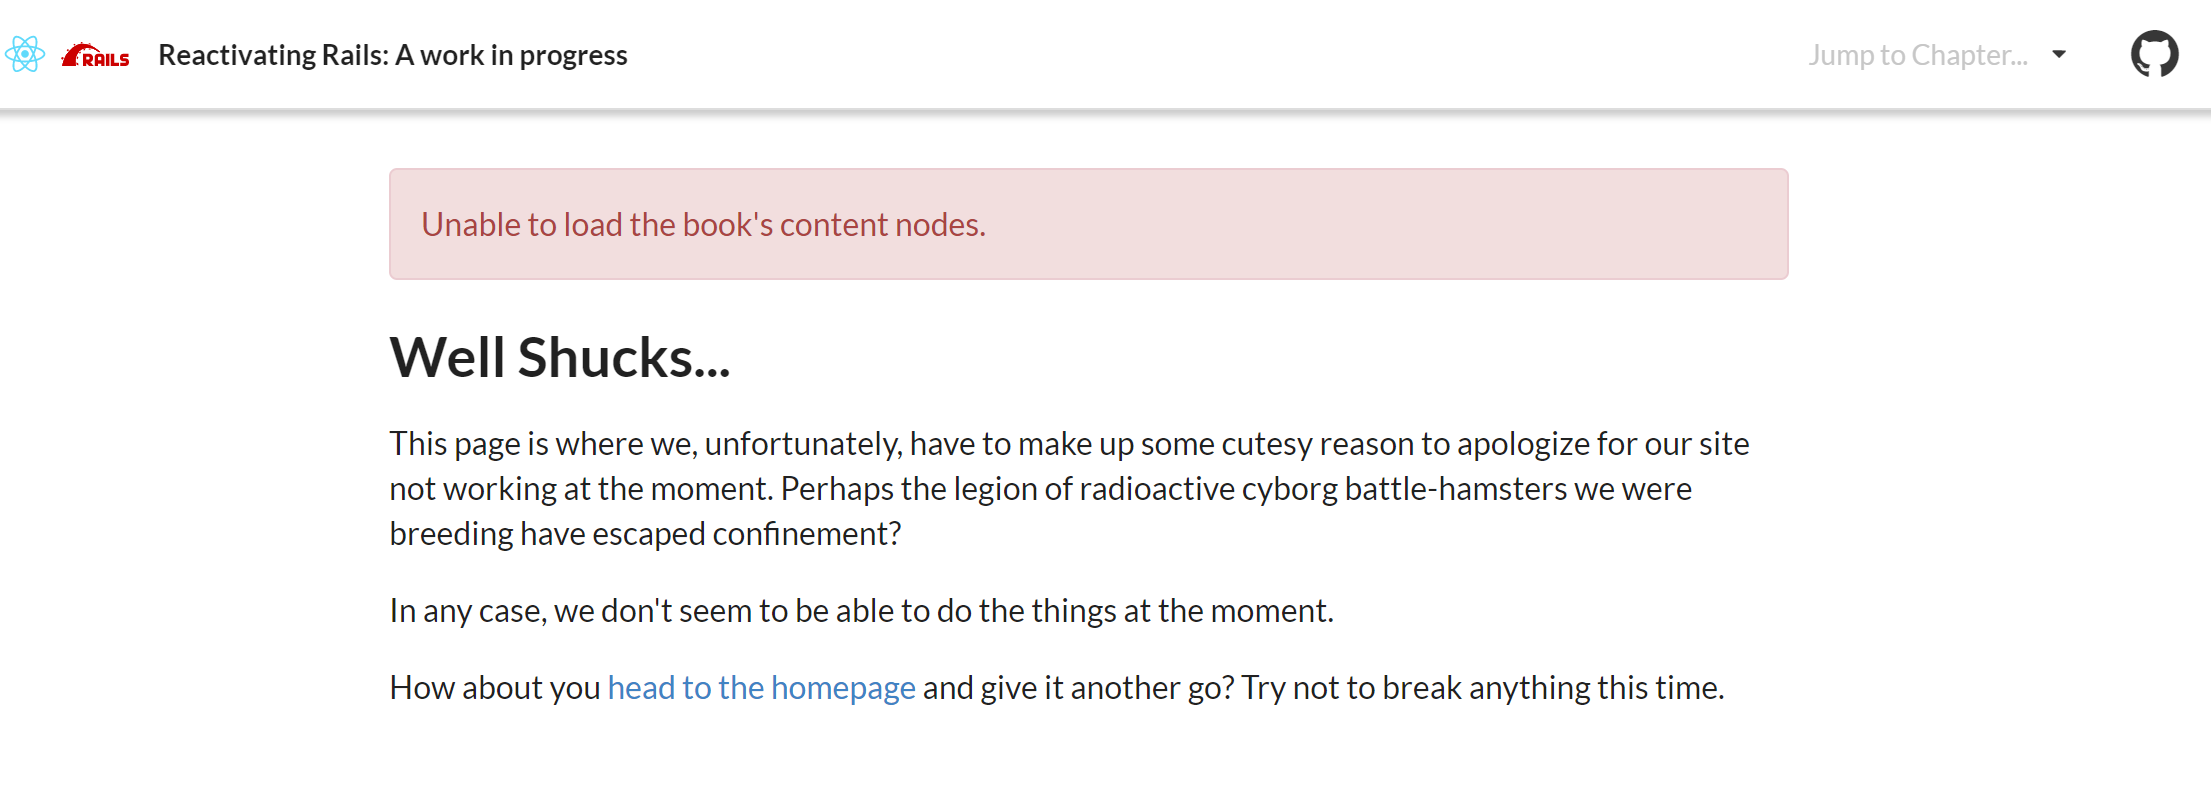 RAILS Reactivating Rails: A work in progress Jump to Chapter...
Unable to load the book's content nodes.
Well Shucks...
This page is where we, unfortunately, have to make up some cutesy reason to apologize for our site
not working at the moment. Perhaps the legion of radioactive cyborg battle-hamsters we were
breeding have escaped confinement?
In any case, we don't seem to be able to do the things at the moment.
How about you head to the homepage and give it another go? Try not to break anything this time.